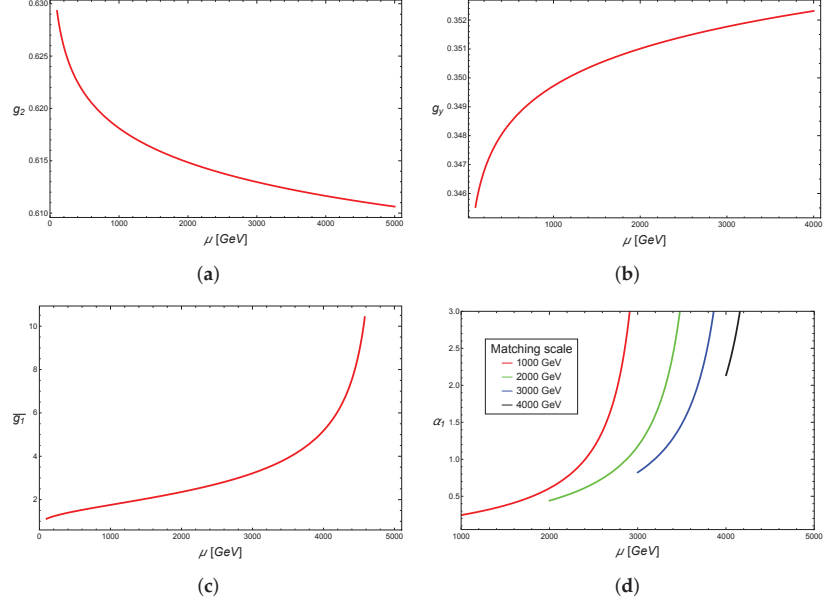 0.630
0.625
0.620
0.615
0.610
g2
0 1000 2000 3000 4000 5000
μ [GeV]
(a)
0.352
0.351
0.350
0.349
0.348
0.347
0.346
gy
0 1000 2000 3000 4000
μ [GeV]
(b)
10
8
6
4
2
g1
0 1000 2000 3000 4000 5000
μ [GeV]
(c)
3.0
2.5
2.0
1.5
1.0
0.5
α1
Matching scale
1000 GeV
2000 GeV
3000 GeV
4000 GeV
1000 2000 3000 4000 5000
μ [GeV]
(d)